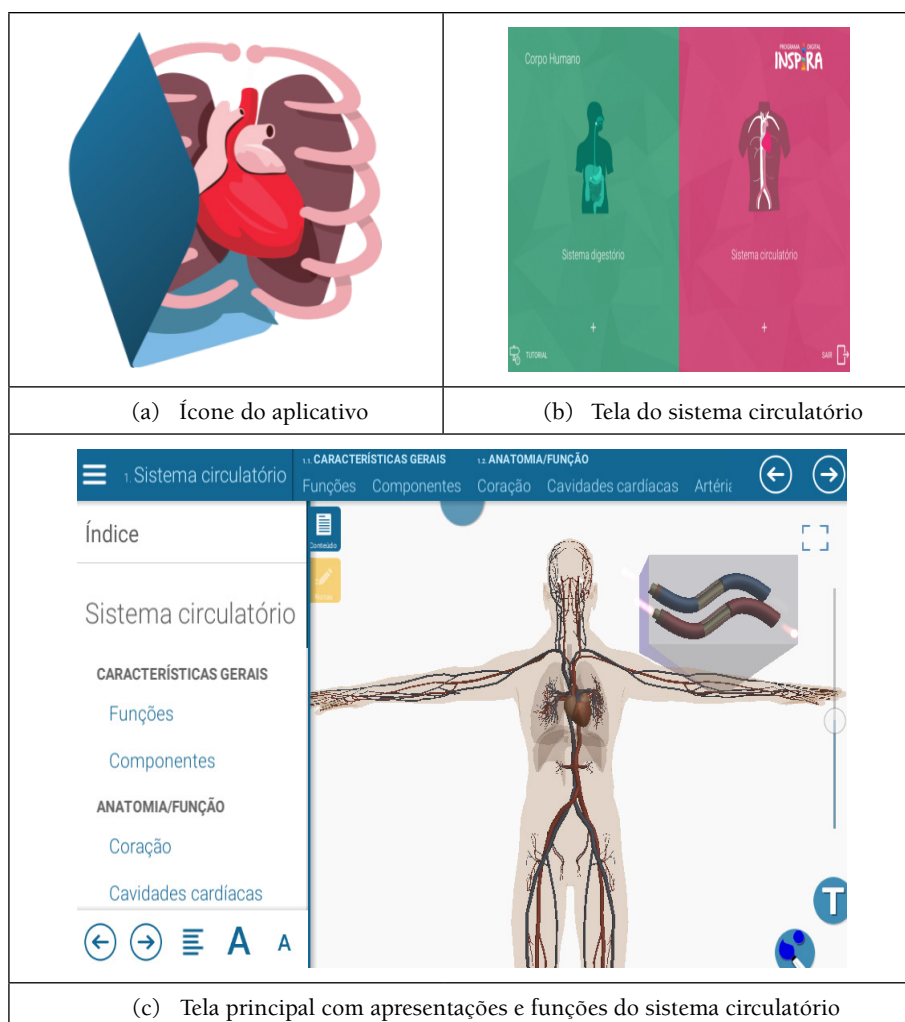 Corpo Humano
PROGRAMA DIGITAL
INSPIRA
Sistema digestório
Sistema circulatório
+
+
TUTORIAL
SAIR
(a) Ícone do aplicativo
(b) Tela do sistema circulatório
1. Sistema circulatório
1.1. CARACTERÍSTICAS GERAIS
1.2. ANATOMIA/FUNÇÃO
Funções Componentes Coração Cavidades cardíacas Artéria
Índice
Conteúdo
Sistema circulatório
CARACTERÍSTICAS GERAIS
Funções
Componentes
ANATOMIA/FUNÇÃO
Coração
Cavidades cardíacas
A A
T
(c) Tela principal com apresentações e funções do sistema circulatório